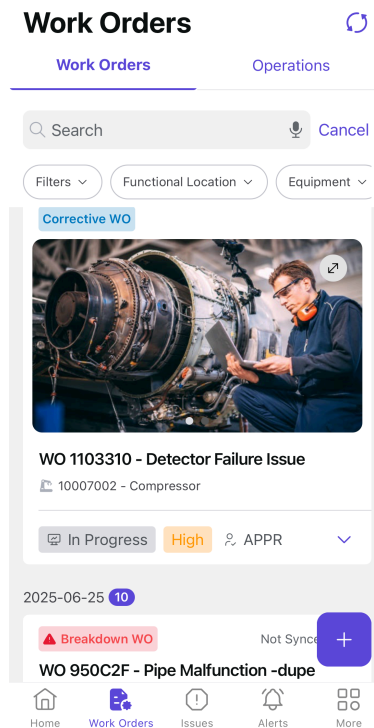 Work Orders
Work Orders Operations
Search Cancel
Filters Functional Location Equipment
Corrective WO
WO 1103310 - Detector Failure Issue
10007002 - Compressor
In Progress High APPR
2025-06-25 10
Breakdown WO Not Synce
WO 950C2F - Pipe Malfunction -dupe
Home Work Orders Issues Alerts More